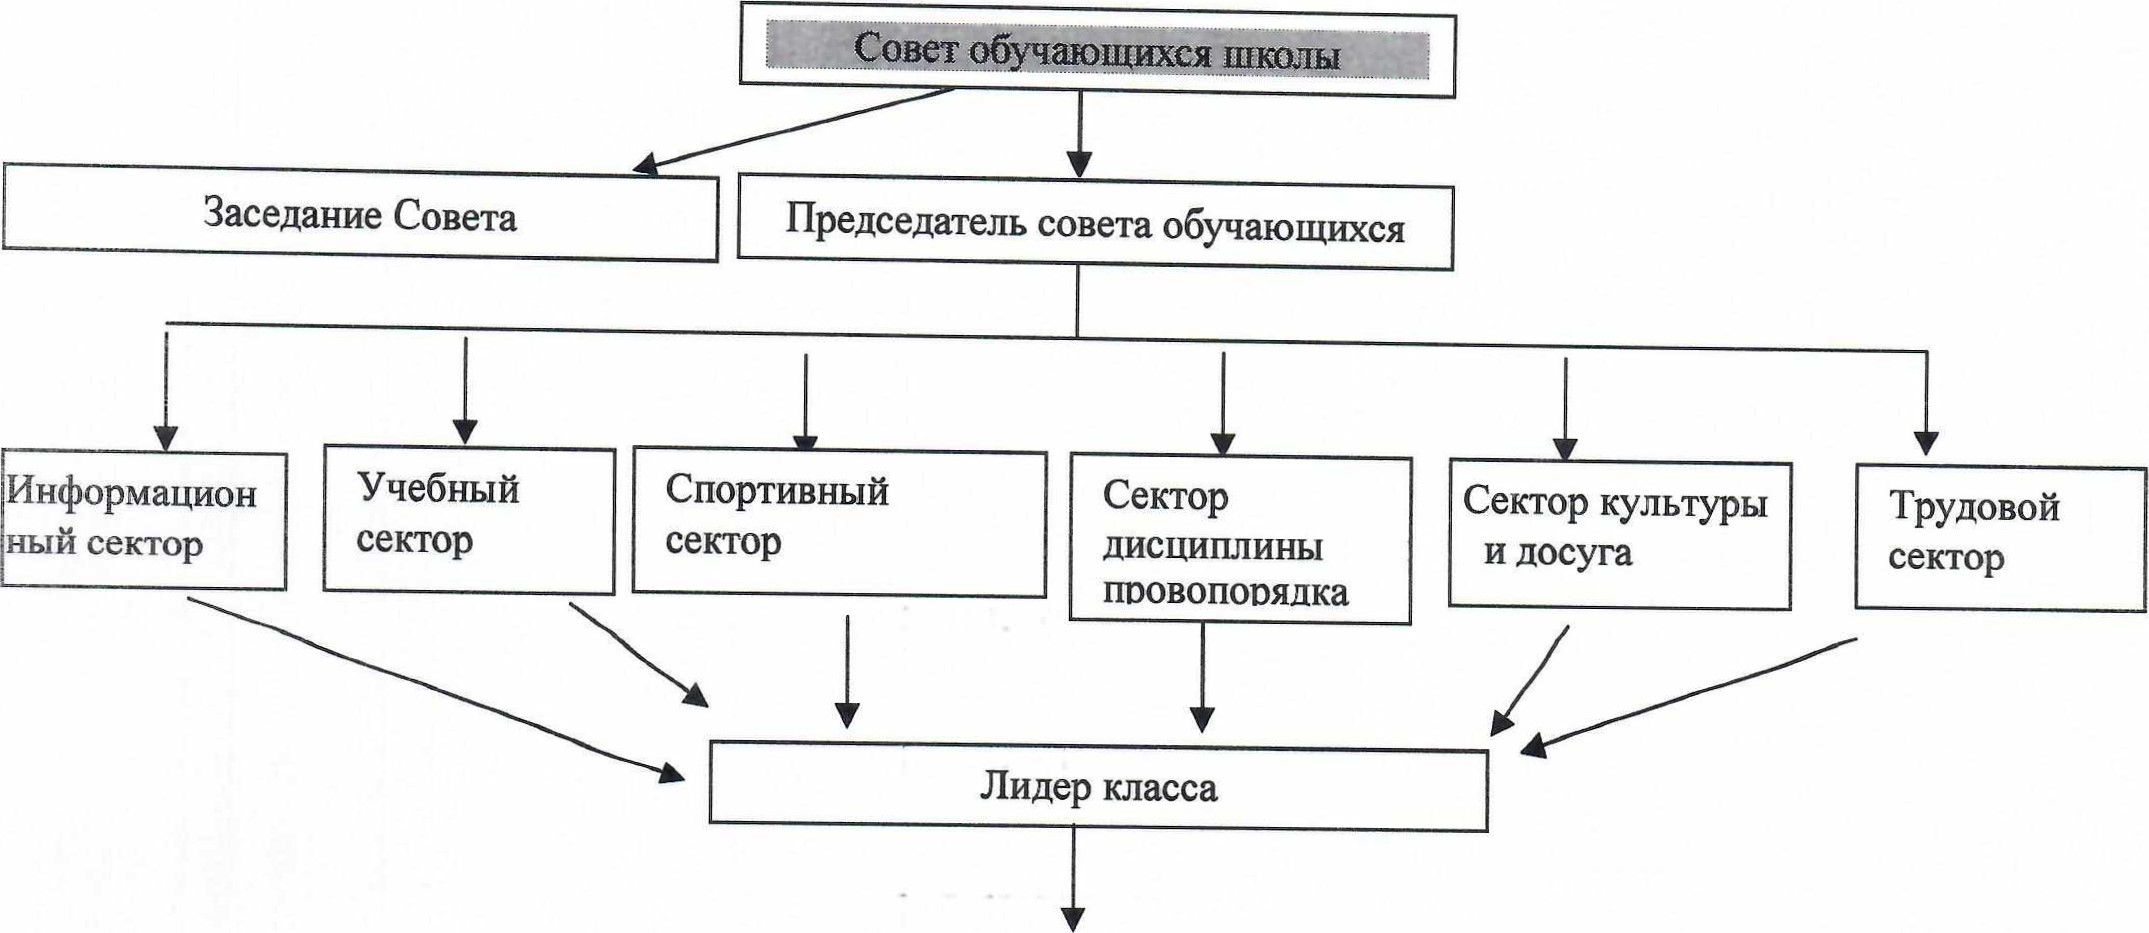 Совет обучающихся школы
Заседание Совета
Председатель совета обучающихся
Информацион
ный сектор
Учебный
сектор
Спортивный
сектор
Сектор
дисциплины
провопорядка
Сектор культуры
и досуга
Трудовой
сектор
Лидер класса